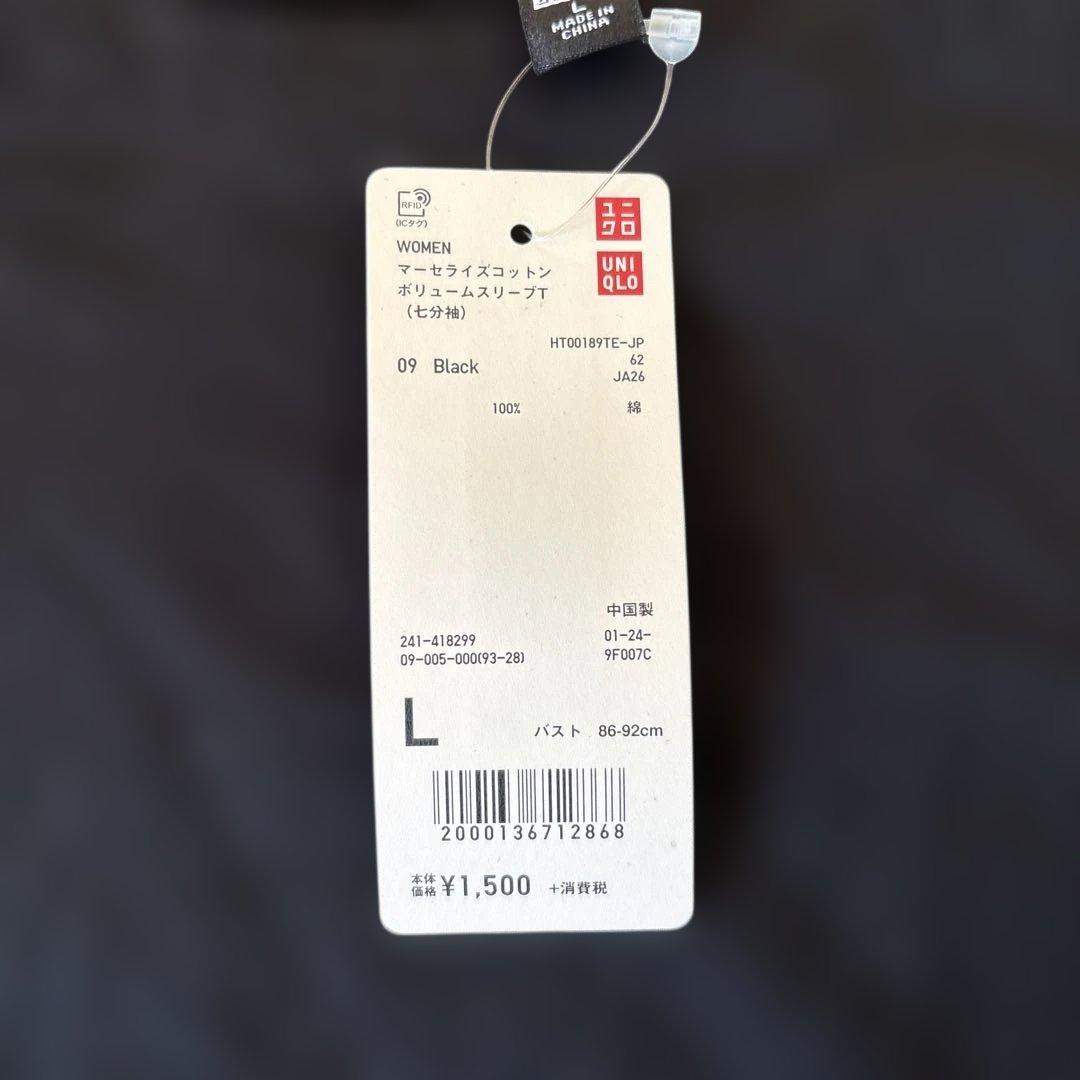 L
MADE IN
CHINA
RFID
(ICタグ)
ユニ
クロ
UNI
QLO
WOMEN
マーセライズコットン
ボリュームスリーブT
（七分袖）
HT00189TE-JP
62
JA26
09 Black
100% 綿
中国製
241-418299
09-005-000(93-28)
01-24-
9F007C
L
バスト 86-92cm
2000136712868
本体
価格 ¥1,500 +消費税